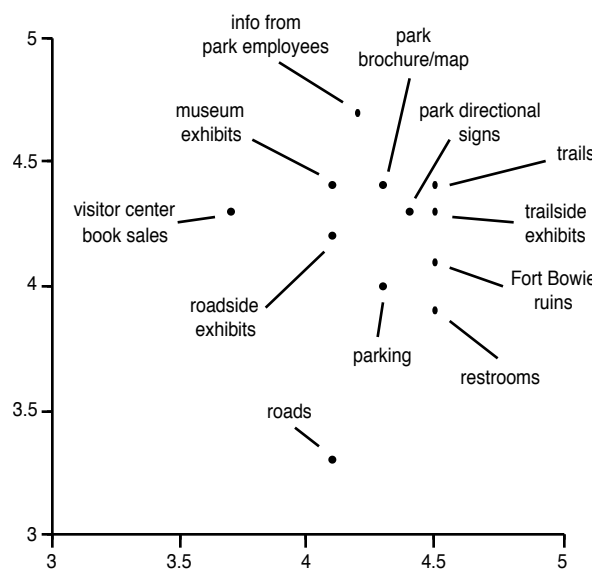 info from
park employees
park
brochure/map
museum
exhibits
park directional
signs
trails
visitor center
book sales
trailside
exhibits
roadside
exhibits
Fort Bowie
ruins
parking
restrooms
roads
5
4.5
4
3.5
3
3
3.5
4
4.5
5